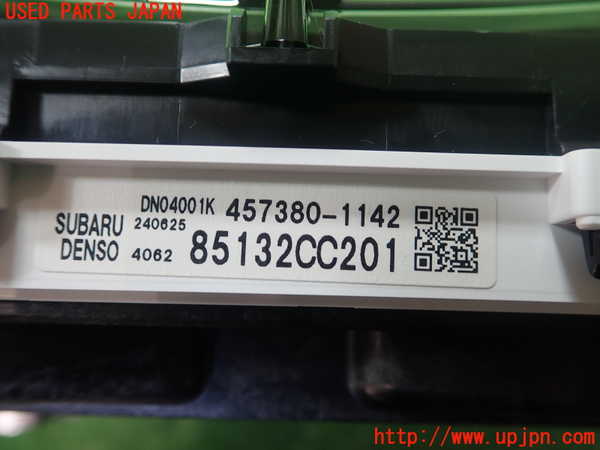 USED PARTS JAPAN
DN04001K 457380-1142
SUBARU 240625
DENSO 4062 85132CC201
http://www.upjpn.com/